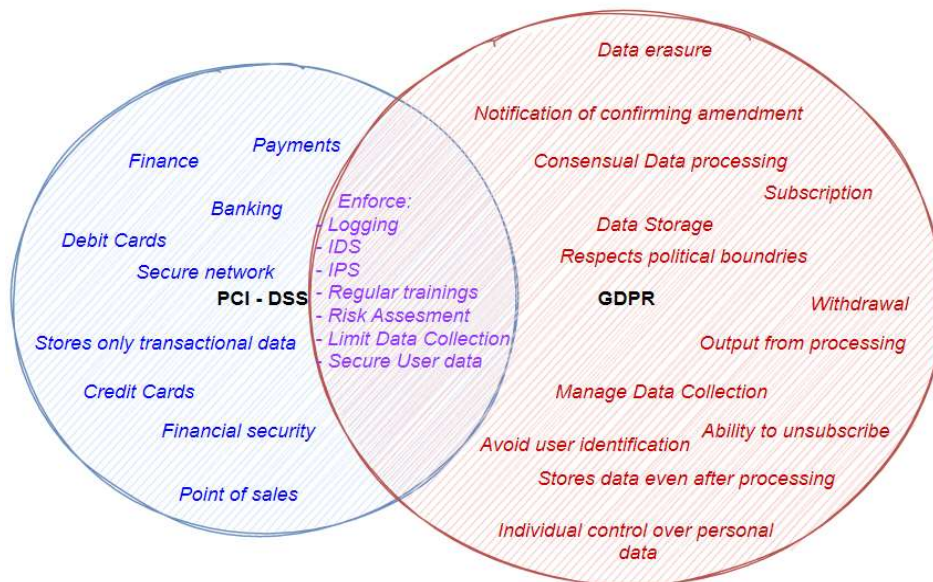 Data erasure
Notification of confirming amendment
Payments
Finance
Consensual Data processing
Subscription
Enforce:
- Logging
- IDS
- IPS
- Regular trainings
- Risk Assesment
- Limit Data Collection
- Secure User data
Banking
Debit Cards
Secure network
PCI - DSS
Stores only transactional data
Credit Cards
Financial security
Point of sales
Data Storage
Respects political boundries
GDPR
Withdrawal
Output from processing
Manage Data Collection
Ability to unsubscribe
Avoid user identification
Stores data even after processing
Individual control over personal
data